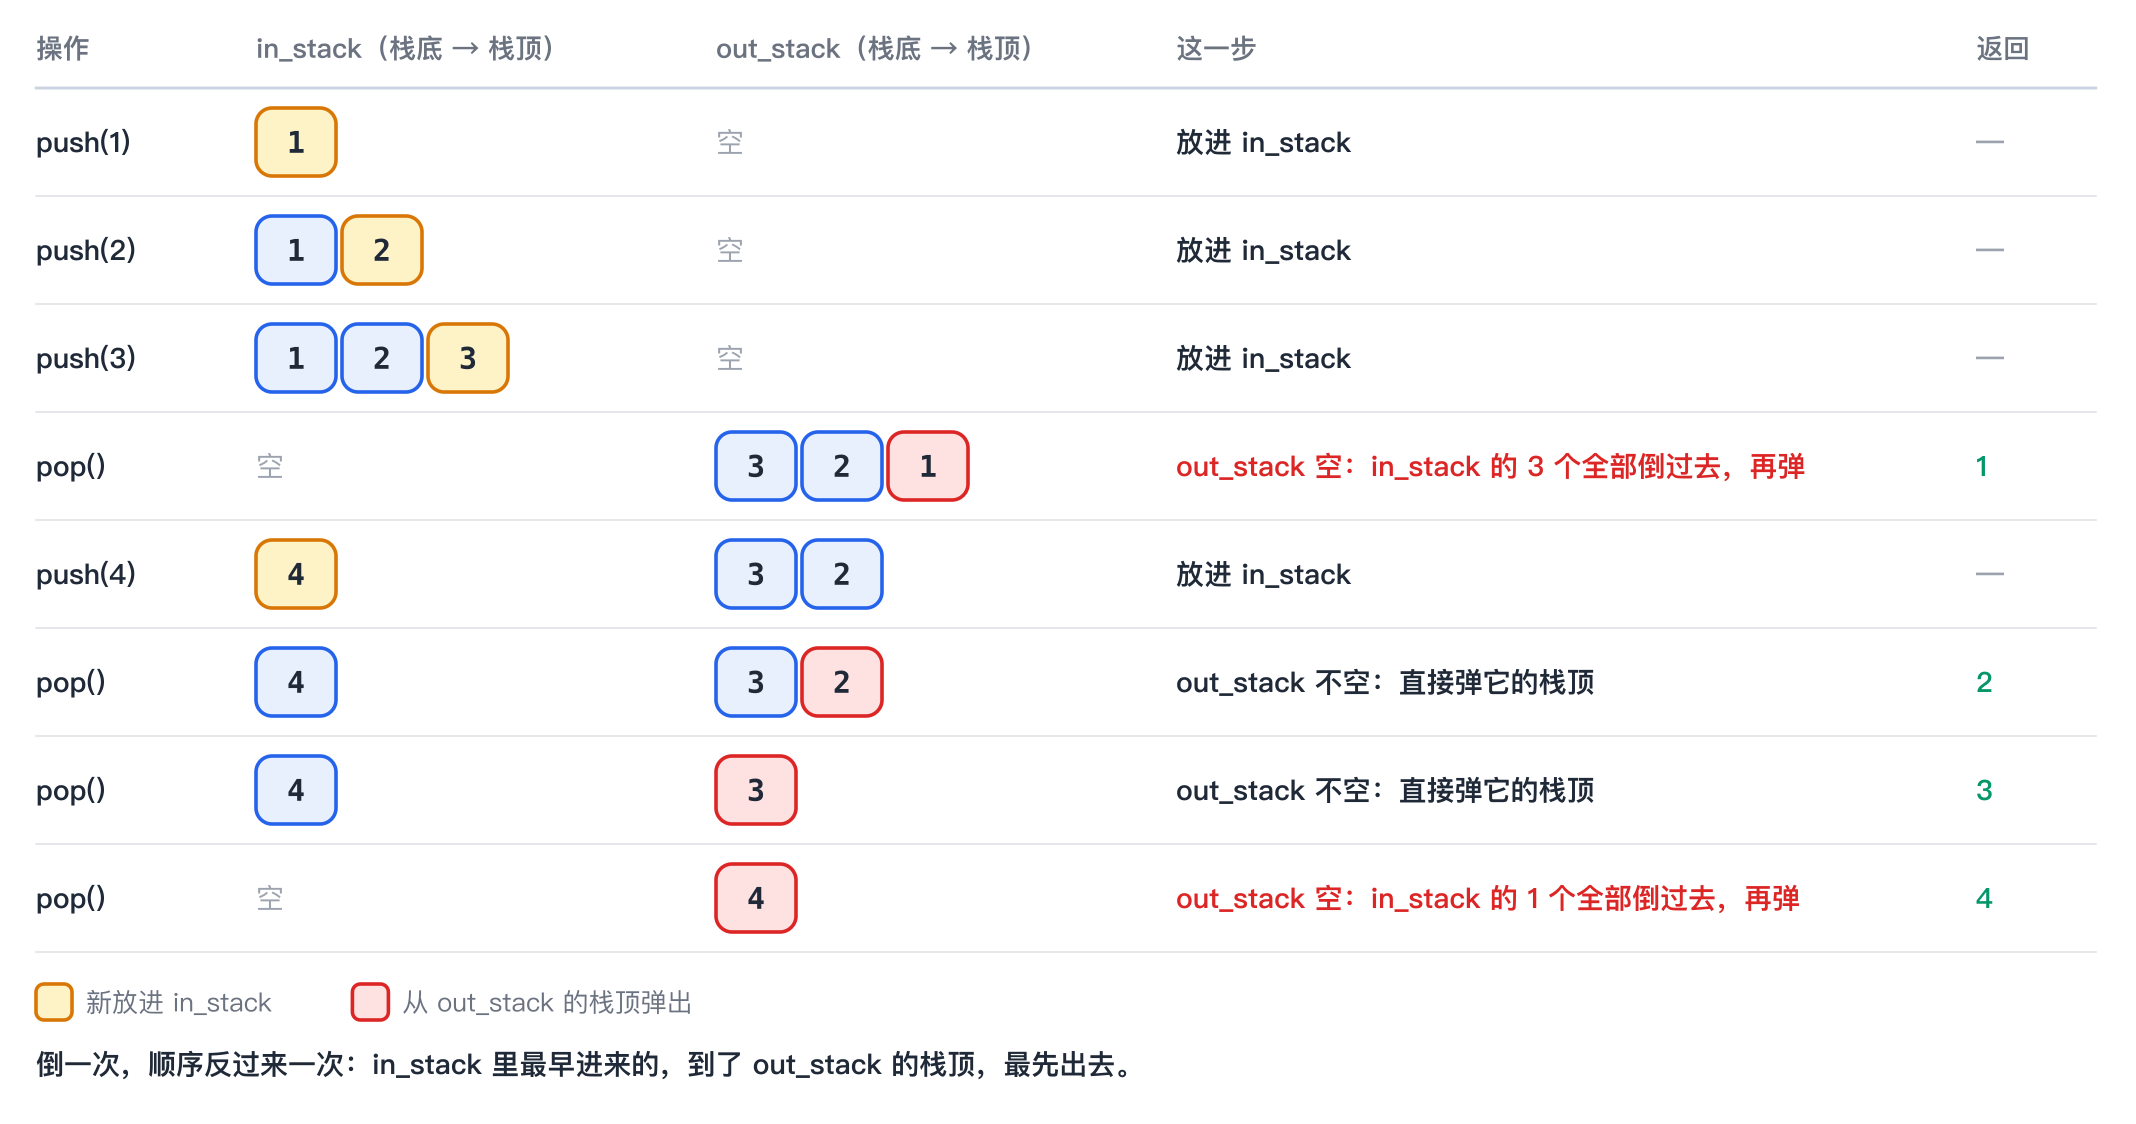 操作 in_stack（栈底 → 栈顶） out_stack（栈底 → 栈顶） 这一步 返回
push(1) 1 空 放进 in_stack —
push(2) 1 2 空 放进 in_stack —
push(3) 1 2 3 空 放进 in_stack —
pop() 空 3 2 1 out_stack 空：in_stack 的 3 个全部倒过去，再弹 1
push(4) 4 3 2 放进 in_stack —
pop() 4 3 2 out_stack 不空：直接弹它的栈顶 2
pop() 4 3 out_stack 不空：直接弹它的栈顶 3
pop() 空 4 out_stack 空：in_stack 的 1 个全部倒过去，再弹 4
新放进 in_stack 从 out_stack 的栈顶弹出
倒一次，顺序反过来一次：in_stack 里最早进来的，到了 out_stack 的栈顶，最先出去。